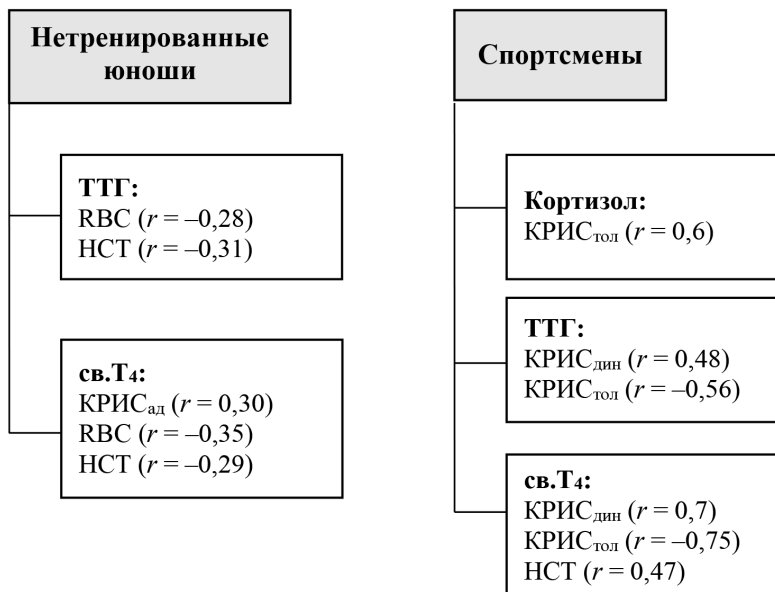 Нетренированные
юноши
ТТГ:
RBC (r = –0,28)
HCT (r = –0,31)
св.Т₄:
КРИСад (r = 0,30)
RBC (r = –0,35)
HCT (r = –0,29)
Спортсмены
Кортизол:
КРИСтол (r = 0,6)
ТТГ:
КРИСдин (r = 0,48)
КРИСтол (r = –0,56)
св.Т₄:
КРИСдин (r = 0,7)
КРИСтол (r = –0,75)
HCT (r = 0,47)